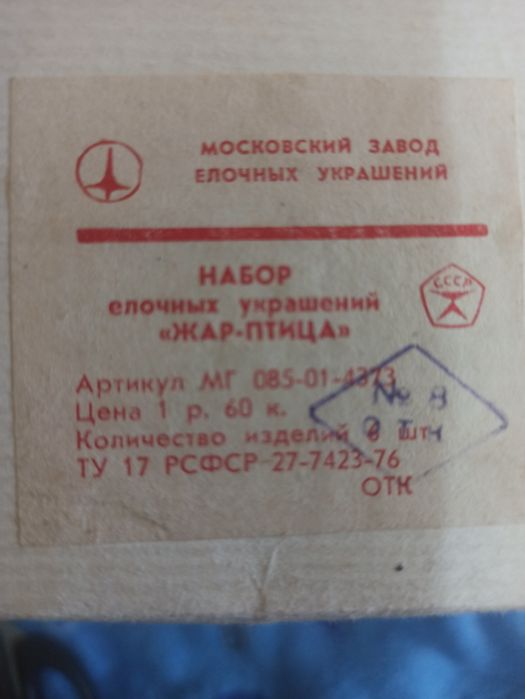 МОСКОВСКИЙ ЗАВОД
ЕЛОЧНЫХ УКРАШЕНИЙ
НАБОР
елочных украшений
«ЖАР-ПТИЦА»
СССР
Артикул МГ 085-01-4373
Цена 1 р. 60 к.
Количество изделий 6 шт.
ТУ 17 РСФСР-27-7423-76
ОТК
№ 8